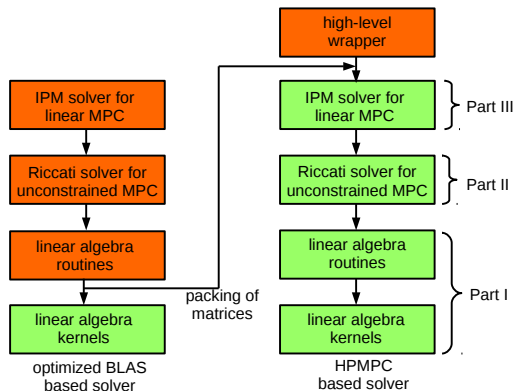 high-level
wrapper
IPM solver for
linear MPC
IPM solver for
linear MPC
Part III
Riccati solver for
unconstrained MPC
Riccati solver for
unconstrained MPC
Part II
linear algebra
routines
linear algebra
routines
packing of
matrices
Part I
linear algebra
kernels
linear algebra
kernels
optimized BLAS
based solver
HPMPC
based solver